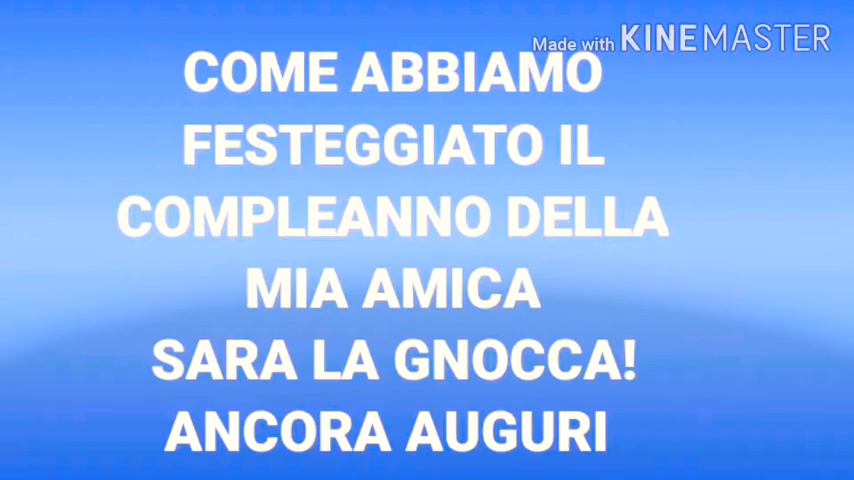 Made with KINEMASTER
COME ABBIAMO
FESTEGGIATO IL
COMPLEANNO DELLA
MIA AMICA
SARA LA GNOCCA!
ANCORA AUGURI